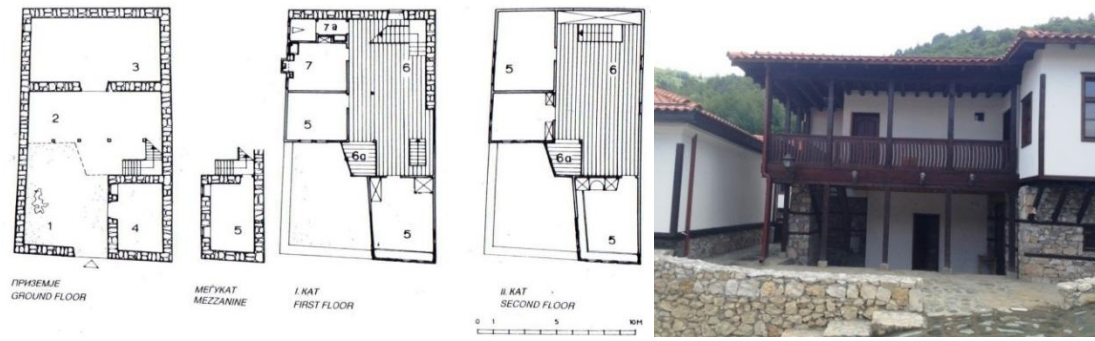 3
2
1
4
ПРИЗЕМЈЕ
GROUND FLOOR
5
МЕЃУКАТ
MEZZANINE
7a
7
6
5
6a
5
I. КАТ
FIRST FLOOR
5
6
6a
5
II. КАТ
SECOND FLOOR
0 1 5 10 M